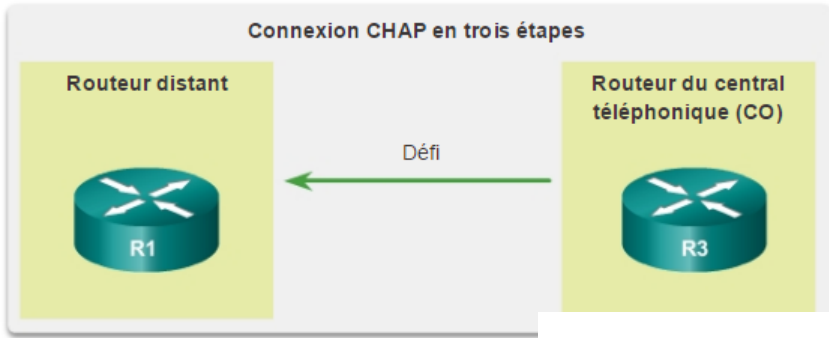 Connexion CHAP en trois étapes
Routeur distant
Routeur du central
téléphonique (CO)
Défi
R1
R3